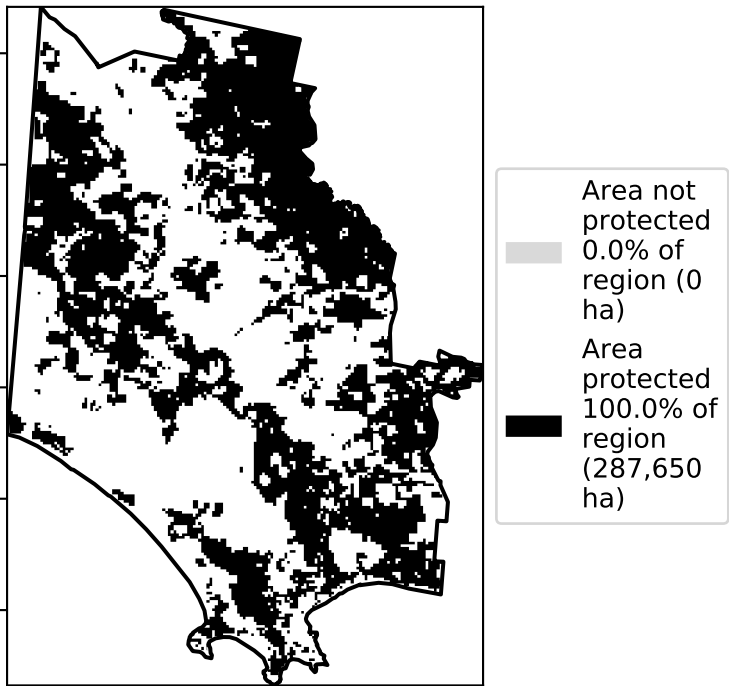 Area not
protected
0.0% of
region (0
ha)
Area
protected
100.0% of
region
(287,650
ha)